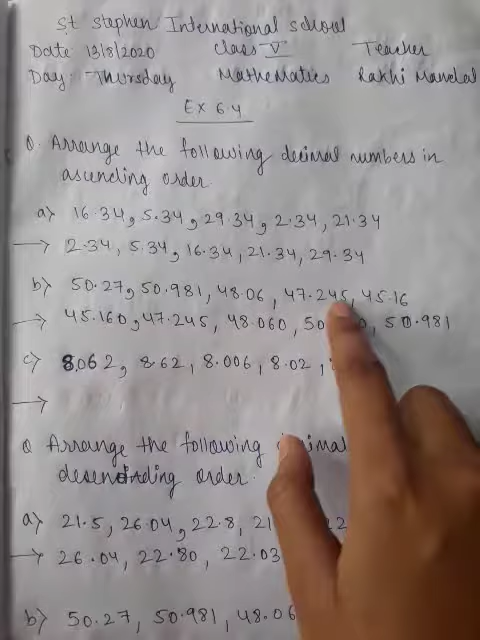 St Stephen International School
Date: 13/8/2020 Class V Teacher
Day: Thursday Mathematics Rakhi Mandal
Ex 6.4
Q. Arrange the following decimal numbers in
ascending order.
a) 16.34, 5.34, 29.34, 2.34, 21.34
→ 2.34, 5.34, 16.34, 21.34, 29.34
b) 50.27, 50.981, 48.06, 47.245, 45.16
→ 45.160, 47.245, 48.060, 50 0, 50.981
c) 8.062, 8.62, 8.006, 8.02,
→
Q Arrange the following decimal
desending order.
a) 21.5, 26.04, 22.8, 21 22
→ 26.04, 22.80, 22.03
b) 50.27, 50.981, 48.06